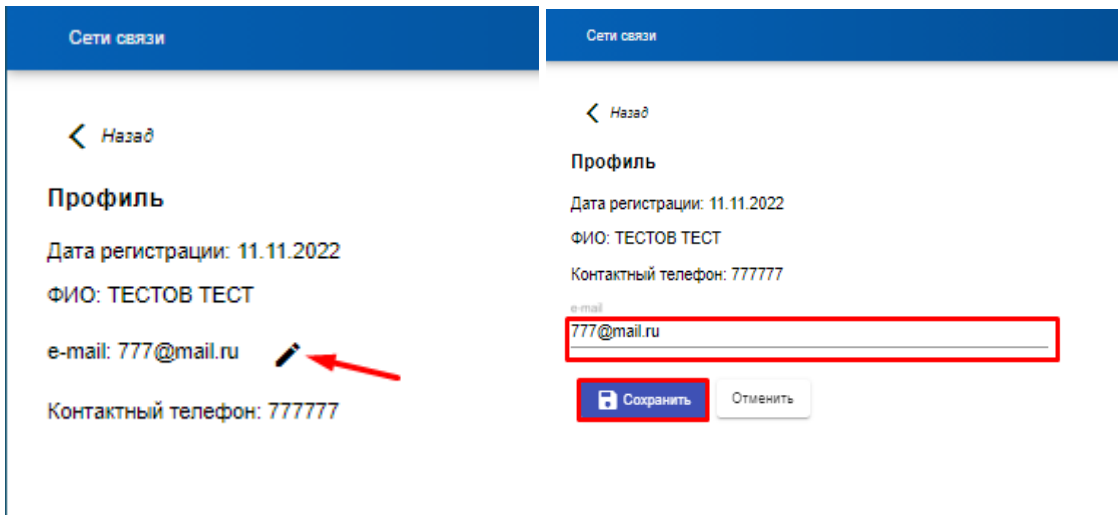 Сети связи
Назад
Профиль
Дата регистрации: 11.11.2022
ФИО: ТЕСТОВ ТЕСТ
e-mail: 777@mail.ru
Контактный телефон: 777777
Сети связи
Назад
Профиль
Дата регистрации: 11.11.2022
ФИО: ТЕСТОВ ТЕСТ
Контактный телефон: 777777
e-mail
777@mail.ru
Сохранить Отменить